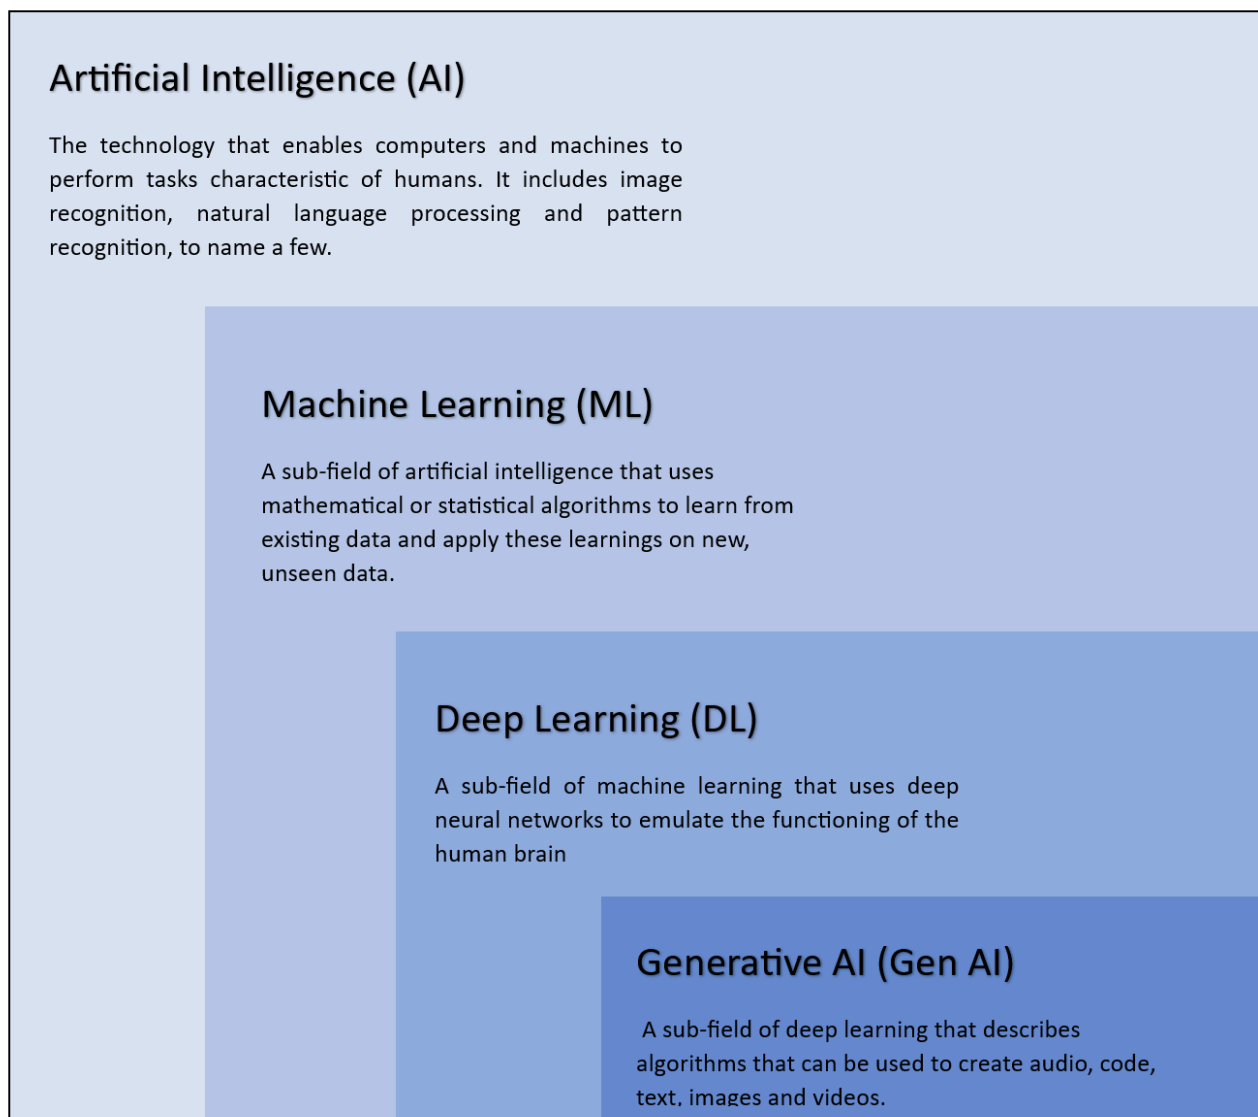 Artificial Intelligence (AI)
The technology that enables computers and machines to
perform tasks characteristic of humans. It includes image
recognition, natural language processing and pattern
recognition, to name a few.
Machine Learning (ML)
A sub-field of artificial intelligence that uses
mathematical or statistical algorithms to learn from
existing data and apply these learnings on new,
unseen data.
Deep Learning (DL)
A sub-field of machine learning that uses deep
neural networks to emulate the functioning of the
human brain
Generative AI (Gen AI)
A sub-field of deep learning that describes
algorithms that can be used to create audio, code,
text, images and videos.